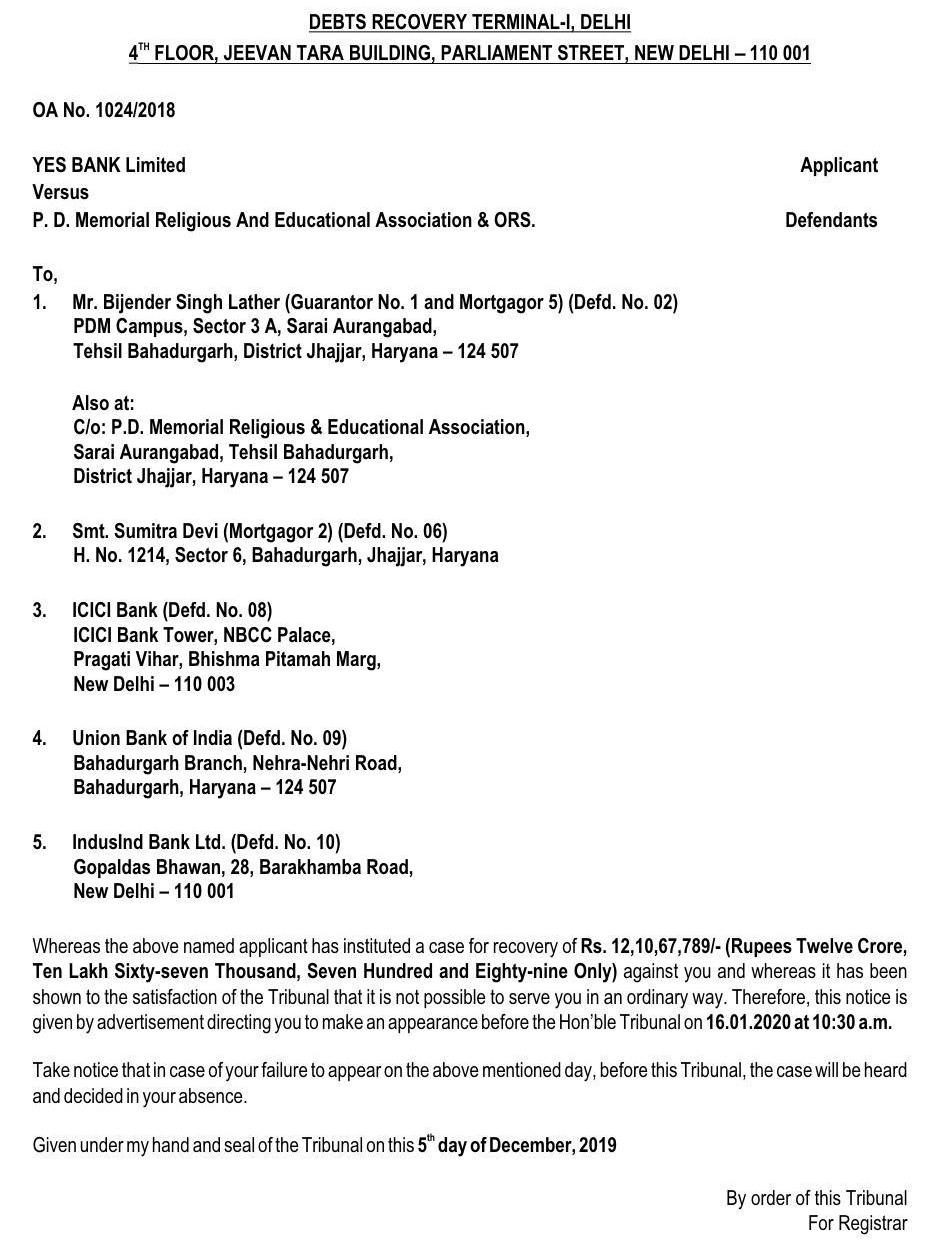 DEBTS RECOVERY TERMINAL-I, DELHI
4TH FLOOR, JEEVAN TARA BUILDING, PARLIAMENT STREET, NEW DELHI – 110 001
OA No. 1024/2018
YES BANK Limited Applicant
Versus
P. D. Memorial Religious And Educational Association & ORS. Defendants
To,
1. Mr. Bijender Singh Lather (Guarantor No. 1 and Mortgagor 5) (Defd. No. 02)
PDM Campus, Sector 3 A, Sarai Aurangabad,
Tehsil Bahadurgarh, District Jhajjar, Haryana – 124 507
Also at:
C/o: P.D. Memorial Religious & Educational Association,
Sarai Aurangabad, Tehsil Bahadurgarh,
District Jhajjar, Haryana – 124 507
2. Smt. Sumitra Devi (Mortgagor 2) (Defd. No. 06)
H. No. 1214, Sector 6, Bahadurgarh, Jhajjar, Haryana
3. ICICI Bank (Defd. No. 08)
ICICI Bank Tower, NBCC Palace,
Pragati Vihar, Bhishma Pitamah Marg,
New Delhi – 110 003
4. Union Bank of India (Defd. No. 09)
Bahadurgarh Branch, Nehra-Nehri Road,
Bahadurgarh, Haryana – 124 507
5. IndusInd Bank Ltd. (Defd. No. 10)
Gopaldas Bhawan, 28, Barakhamba Road,
New Delhi – 110 001
Whereas the above named applicant has instituted a case for recovery of Rs. 12,10,67,789/- (Rupees Twelve Crore,
Ten Lakh Sixty-seven Thousand, Seven Hundred and Eighty-nine Only) against you and whereas it has been
shown to the satisfaction of the Tribunal that it is not possible to serve you in an ordinary way. Therefore, this notice is
given by advertisement directing you to make an appearance before the Hon'ble Tribunal on 16.01.2020 at 10:30 a.m.
Take notice that in case of your failure to appear on the above mentioned day, before this Tribunal, the case will be heard
and decided in your absence.
Given under my hand and seal of the Tribunal on this 5th day of December, 2019
By order of this Tribunal
For Registrar